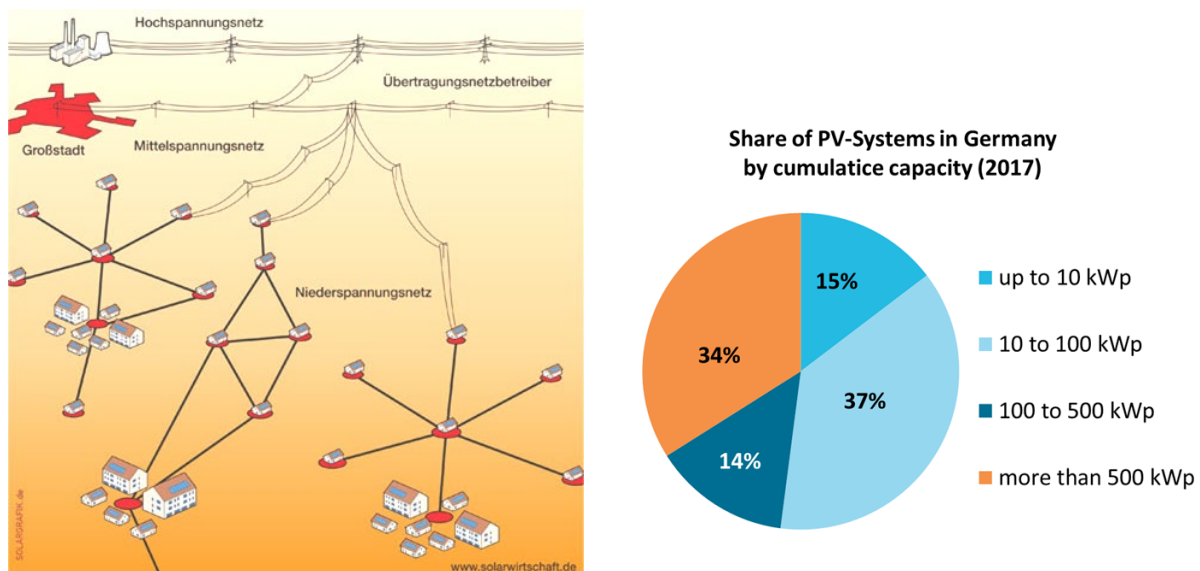 Hochspannungsnetz
Übertragungsnetzbetreiber
Großstadt
Mittelspannungsnetz
Niederspannungsnetz
SOLARGRAFIK.de
www.solarwirtschaft.de
Share of PV-Systems in Germany
by cumulatice capacity (2017)
15%
37%
14%
34%
up to 10 kWp
10 to 100 kWp
100 to 500 kWp
more than 500 kWp